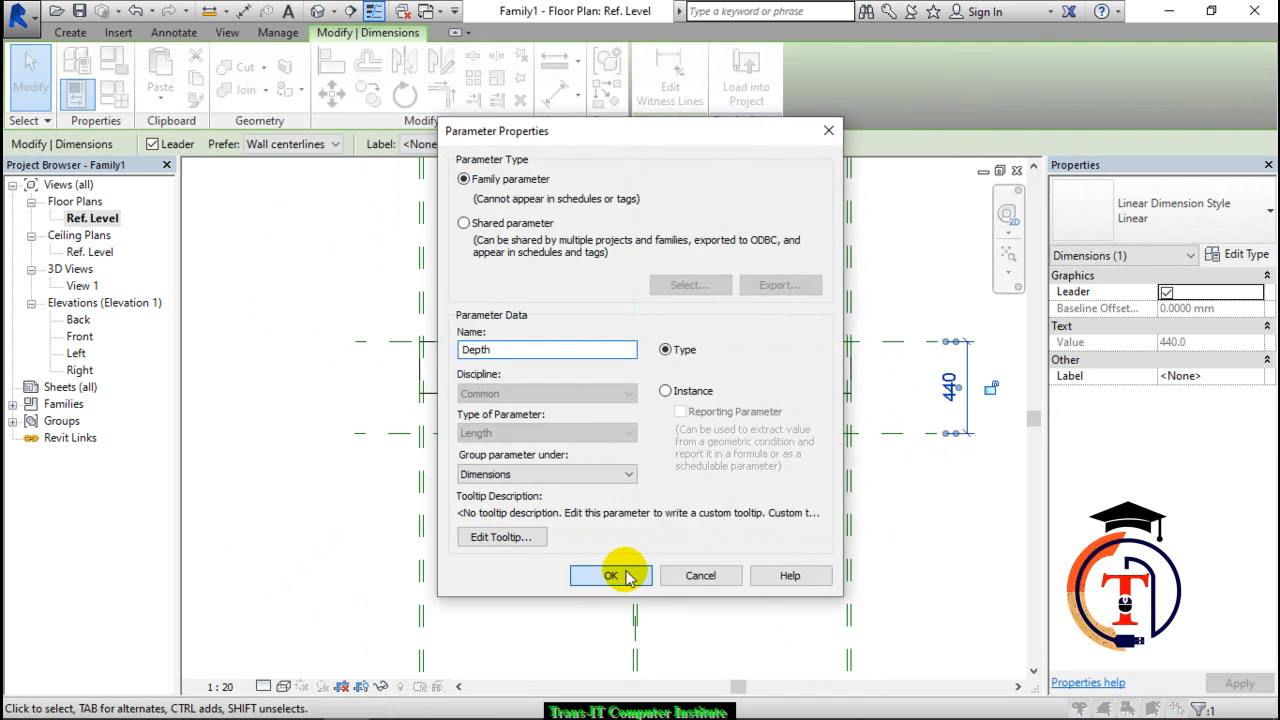 Family1 - Floor Plan: Ref. Level
Type a keyword or phrase
Sign In
Create
Insert
Annotate
View
Manage
Modify | Dimensions
Modify
Paste
Cut
Join
Edit
Witness Lines
Load into
Project
Select
Properties
Clipboard
Geometry
Modify | Dimensions
Leader
Prefer:
Wall centerlines
Label:
Project Browser - Family1
Views (all)
Floor Plans
Ref. Level
Ceiling Plans
Ref. Level
3D Views
View 1
Elevations (Elevation 1)
Back
Front
Left
Right
Sheets (all)
Families
Groups
Revit Links
Parameter Properties
Parameter Type
Family parameter
(Cannot appear in schedules or tags)
Shared parameter
(Can be shared by multiple projects and families, exported to ODBC, and
appear in schedules and tags)
Select...
Export...
Parameter Data
Name:
Depth
Type
Discipline:
Common
Instance
Reporting Parameter
Type of Parameter:
Length
(Can be used to extract value
from a geometric condition and
report it in a formula or as a
schedulable parameter)
Group parameter under:
Dimensions
Tooltip Description:
<No tooltip description. Edit this parameter to write a custom tooltip. Custom t...
Edit Tooltip...
OK
Cancel
Help
440
2D
Properties
Linear Dimension Style
Linear
Dimensions (1)
Edit Type
Graphics
Leader
Baseline Offset...
0.0000 mm
Text
Value
440.0
Other
Label
<None>
Properties help
Apply
T
1 : 20
Click to select, TAB for alternates, CTRL adds, SHIFT unselects.
Trans-IT Computer Institute
:1